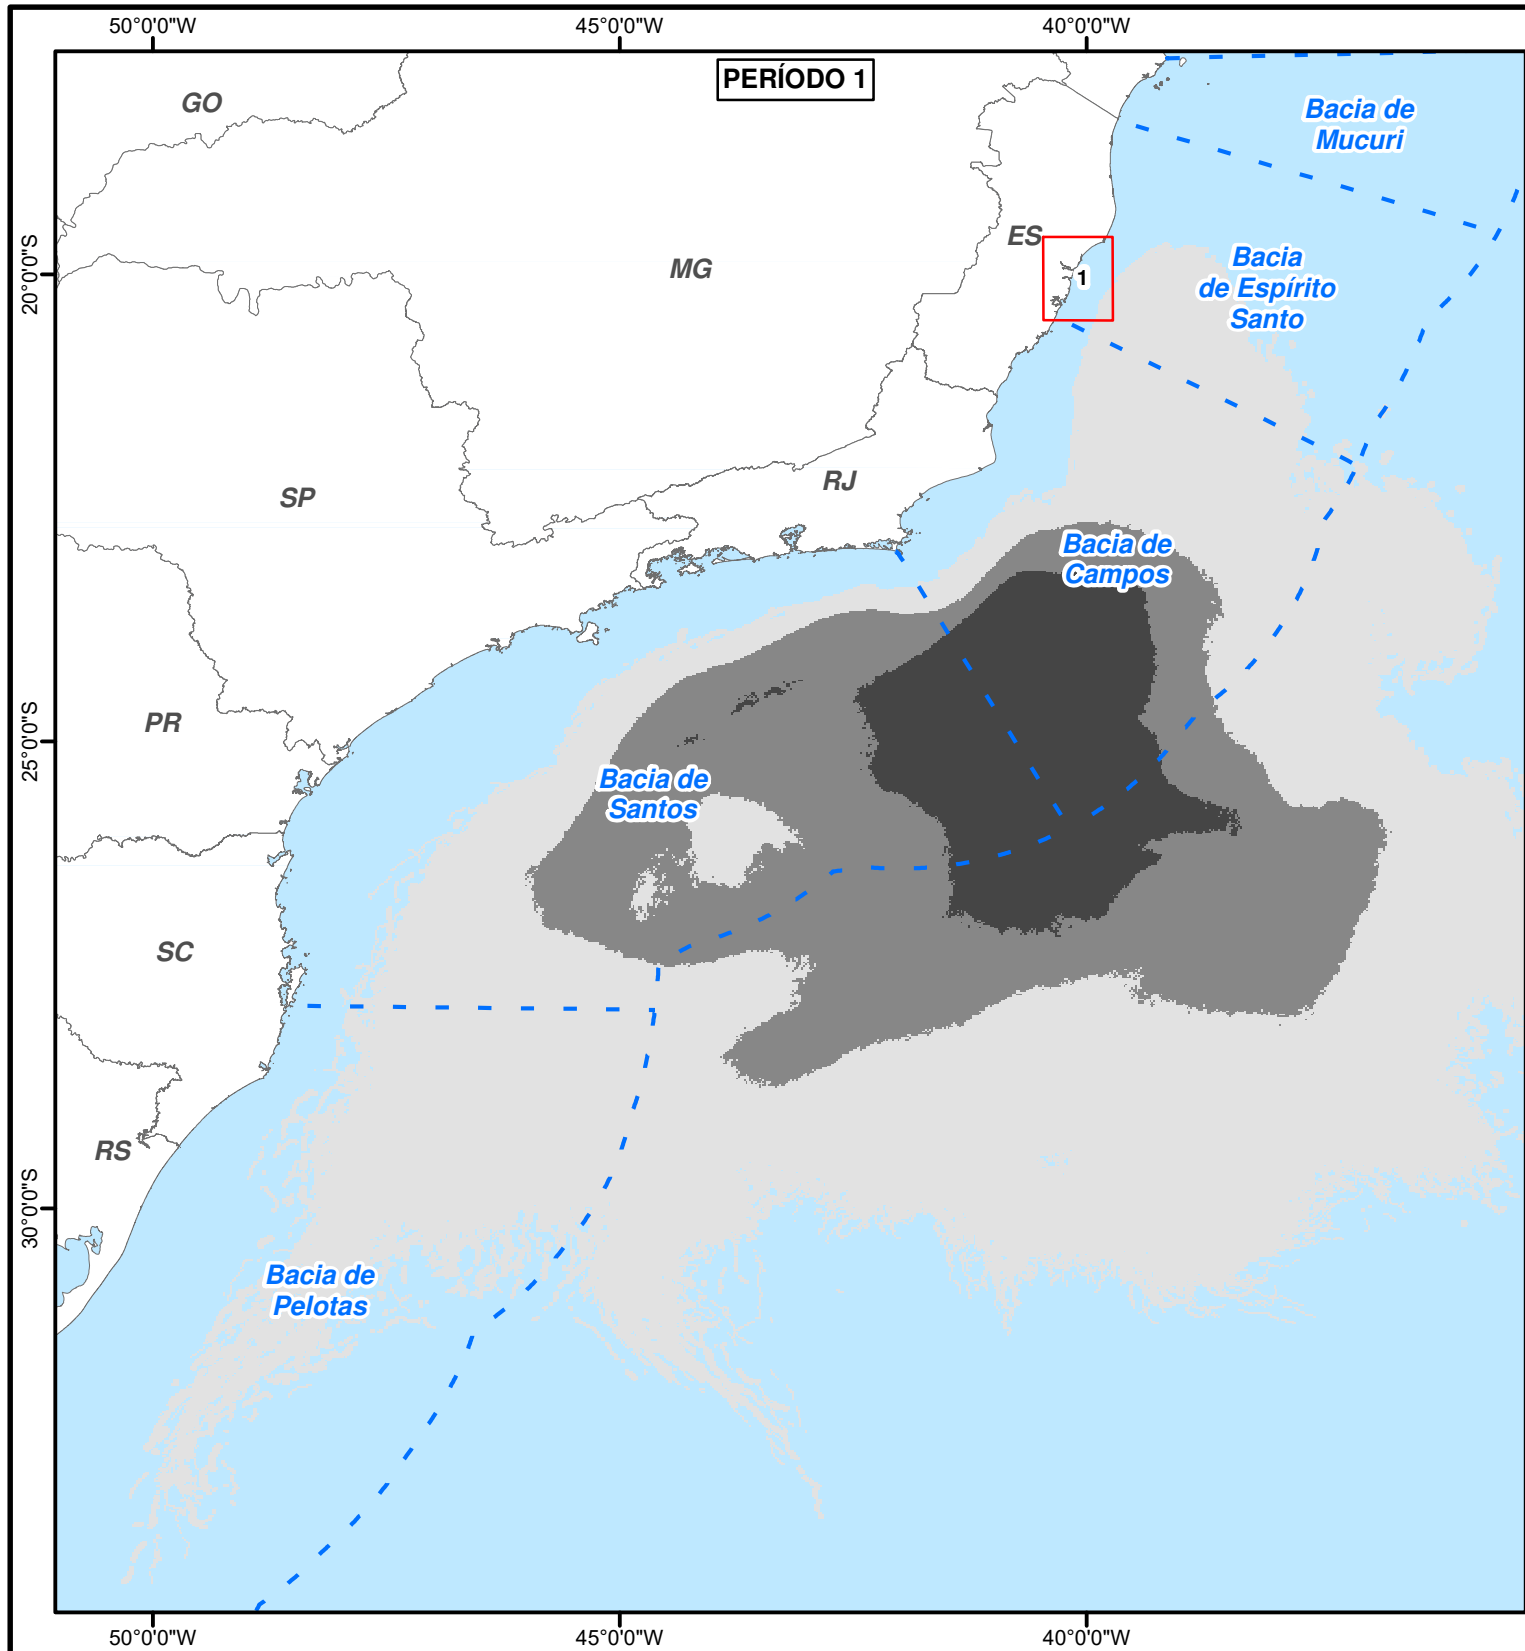 50°0'0"W
45°0'0"W
40°0'0"W
PERÍODO 1
GO
Bacia de
Mucuri
ES
MG
1
Bacia
de Espírito
Santo
20°0'0"S
SP
RJ
Bacia de
Campos
PR
25°0'0"S
Bacia de
Santos
SC
RS
30°0'0"S
Bacia de
Pelotas
50°0'0"W
45°0'0"W
40°0'0"W